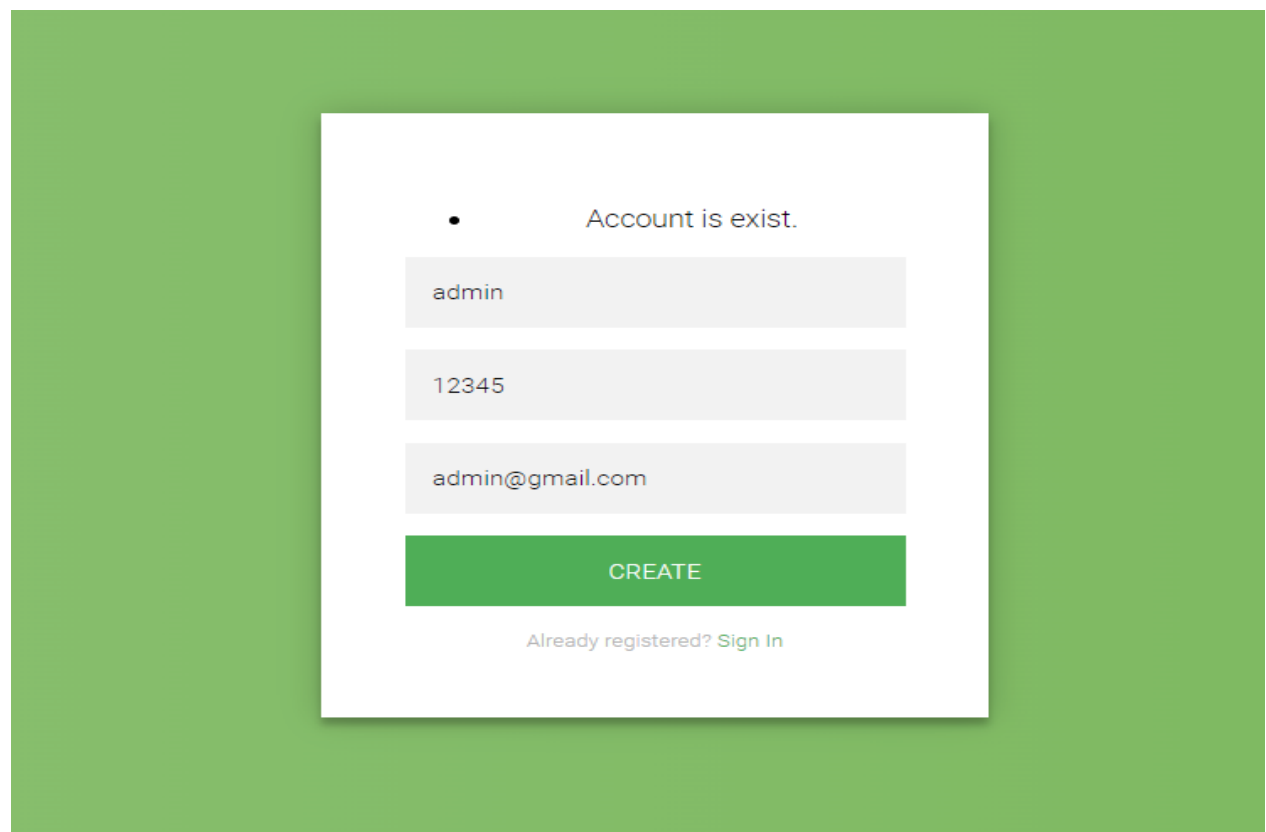 Account is exist.
admin
12345
admin@gmail.com
CREATE
Already registered? Sign In